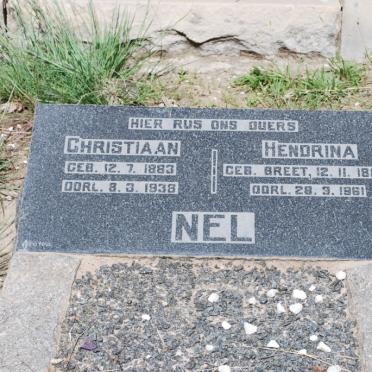 HIER RUS ONS OUERS
CHRISTIAAN
GEB. 12. 7. 1883
OORL. 8. 3. 1938
HENDRINA
GEB. BREET, 12. 11. 18
OORL. 28. 3. 1961
NEL